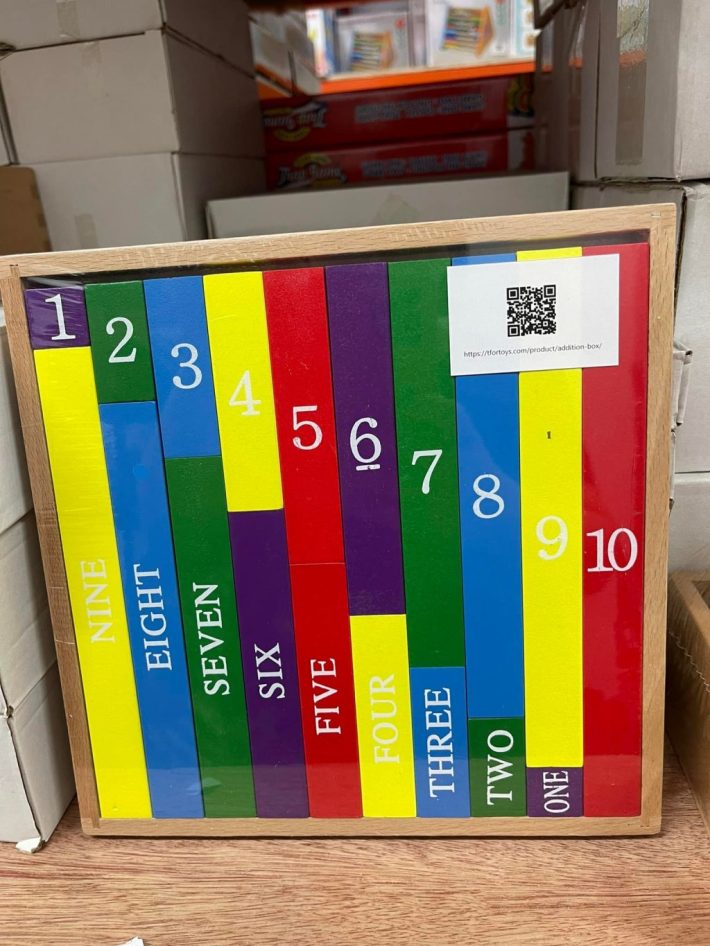 1
2
3
4
5
6
7
8
9
10
https://tfortoys.com/product/addition-box/
NINE
EIGHT
SEVEN
SIX
FIVE
FOUR
THREE
TWO
ONE